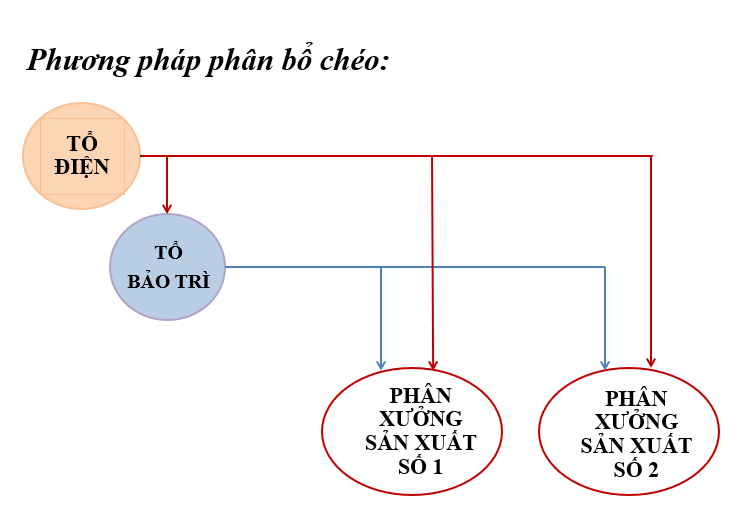 Phương pháp phân bổ chéo:
TỔ
ĐIỆN
TỔ
BẢO TRÌ
PHÂN
XƯỞNG
SẢN XUẤT
SỐ 1
PHÂN
XƯỞNG
SẢN XUẤT
SỐ 2